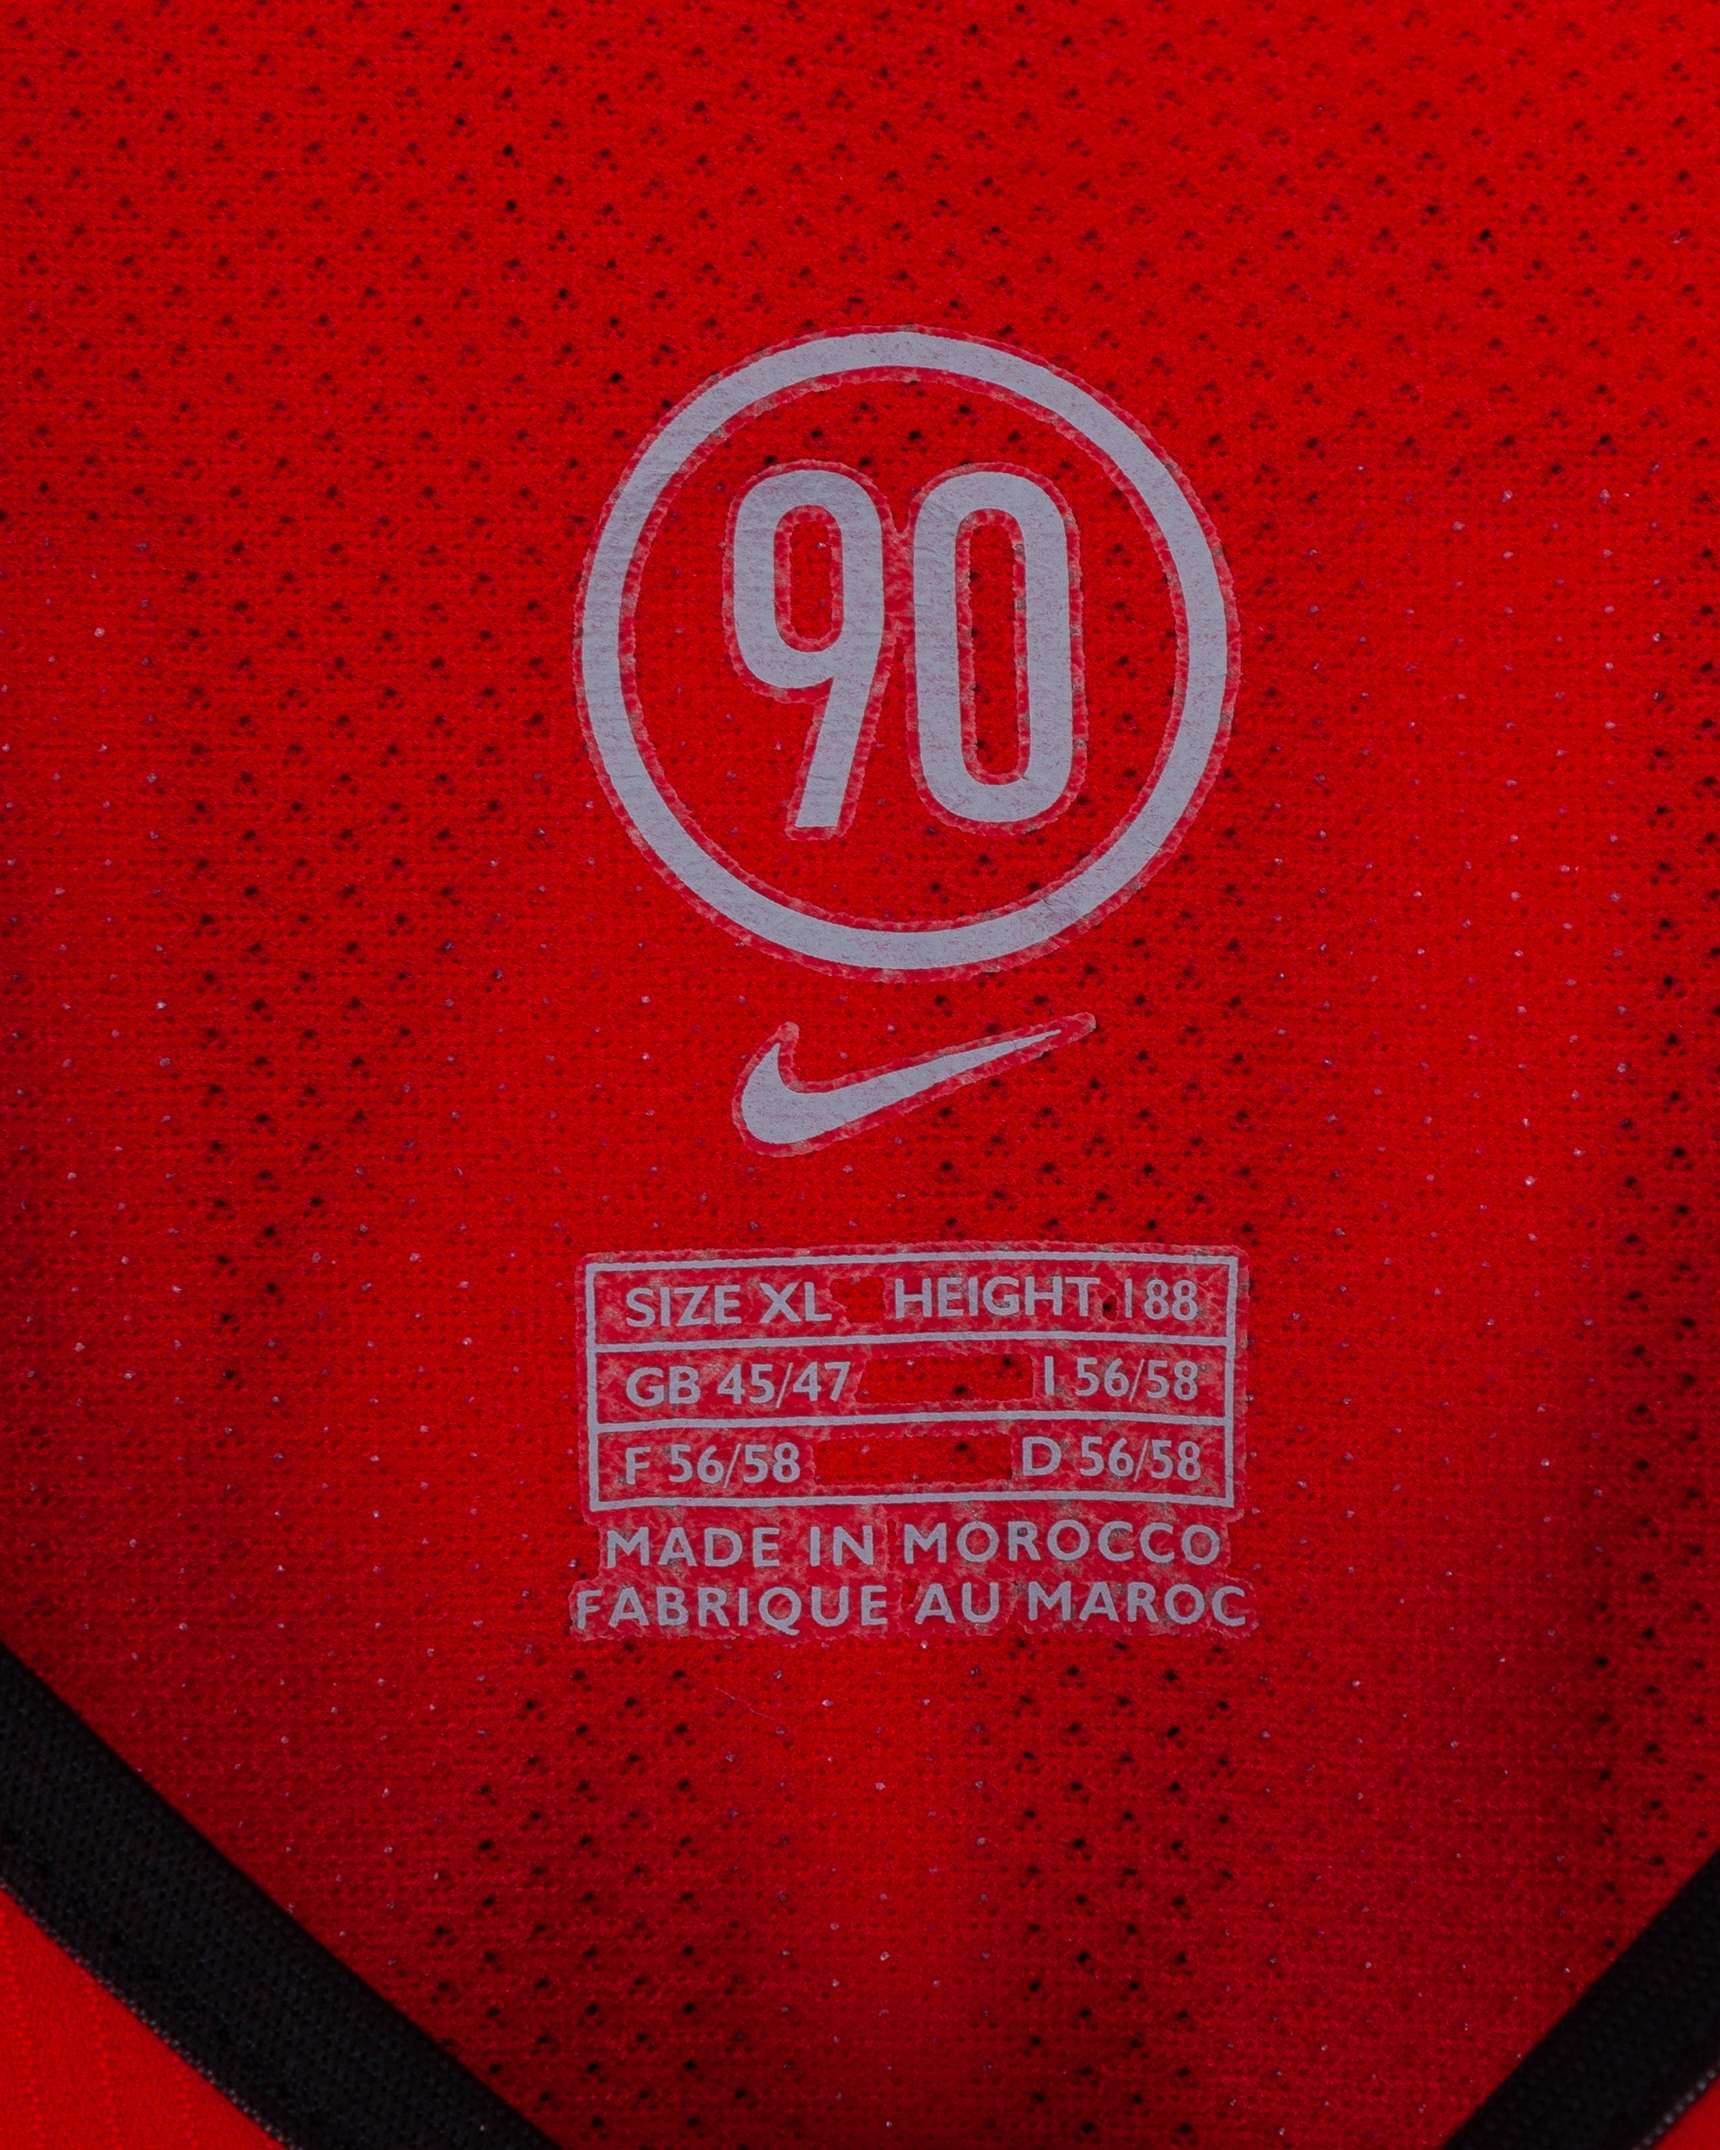 90
SIZE XL HEIGHT 188
GB 45/47 I 56/58
F 56/58 D 56/58
MADE IN MOROCCO
FABRIQUE AU MAROC